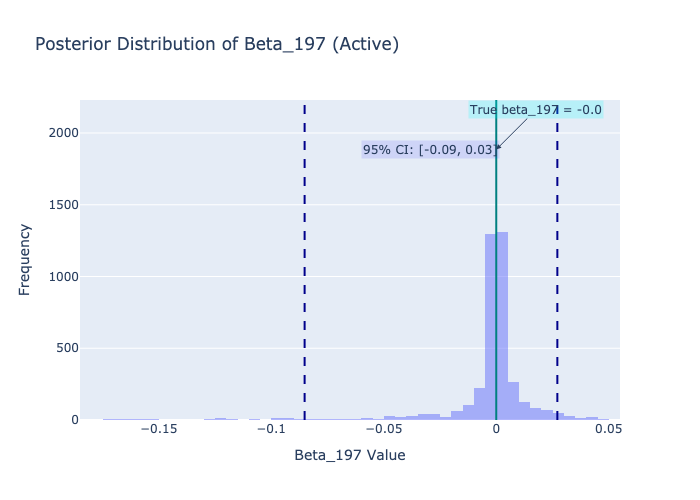 Posterior Distribution of Beta_197 (Active)
True beta_197 = -0.0
95% CI: [-0.09, 0.03]
Frequency
2000
1500
1000
500
0
−0.15
−0.1
−0.05
0
0.05
Beta_197 Value